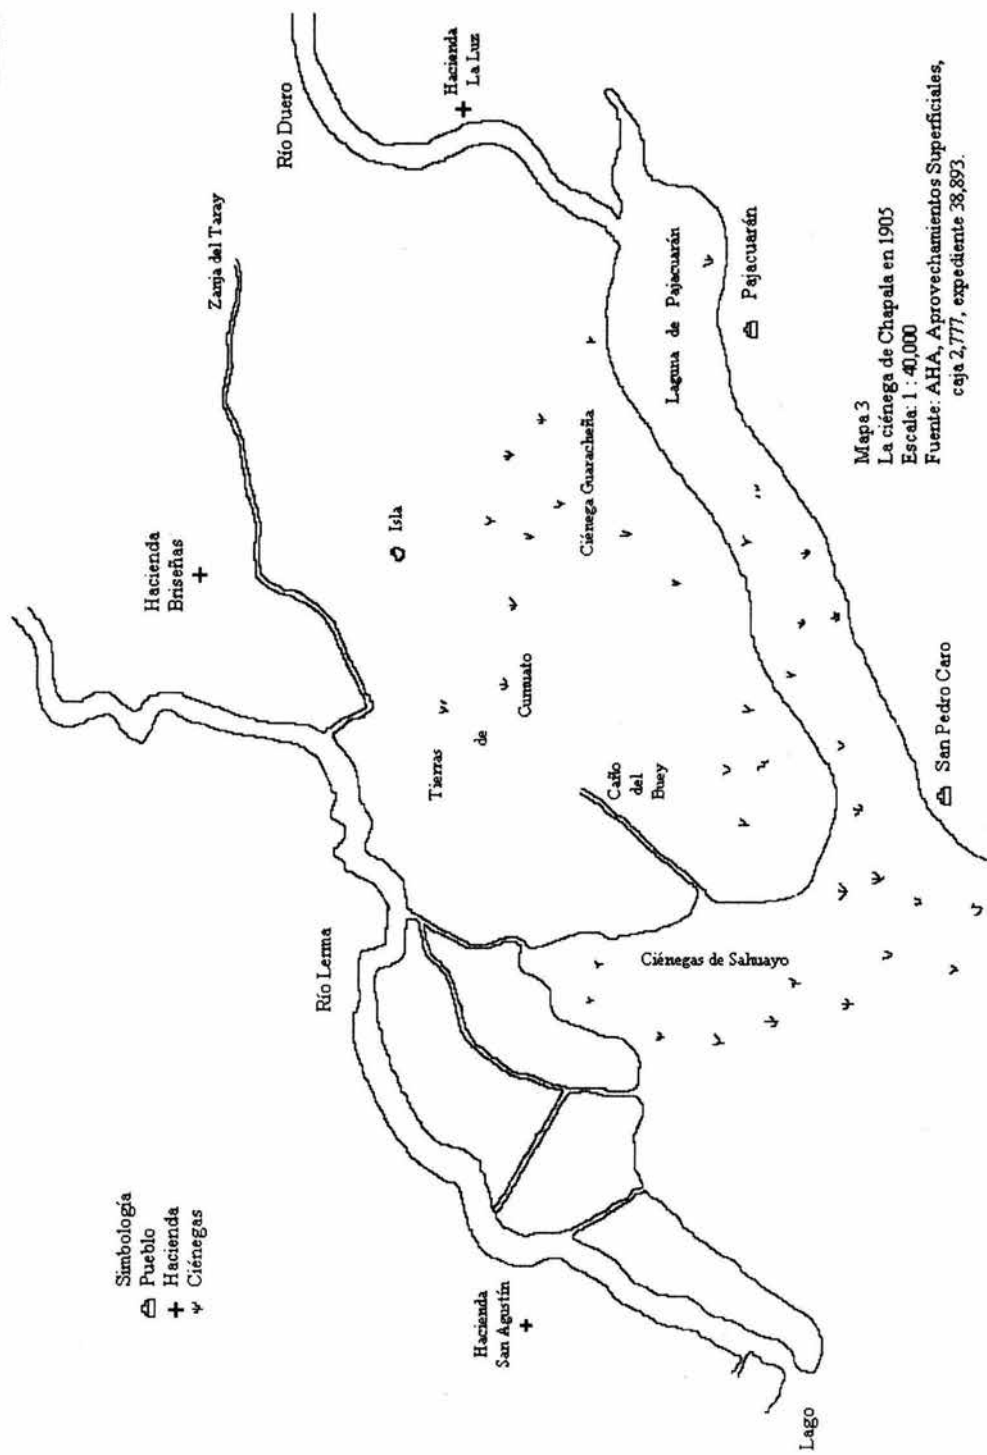 Simbología
Pueblo
Hacienda
Ciénegas
Hacienda
San Agustín
Lago
Río Lerma
Hacienda
Briseñas
Zanja del Taray
Río Duero
Hacienda
La Luz
Isla
Tierras
de
Cumuato
Ciénega Guaracheña
Caño
del
Buey
Ciénegas de Sahuayo
Laguna de Pajacuarán
Pajacuarán
San Pedro Caro
Mapa 3
La ciénega de Chapala en 1905
Escala: 1 : 40,000
Fuente: AHA, Aprovechamientos Superficiales,
caja 2,777, expediente 38,893.